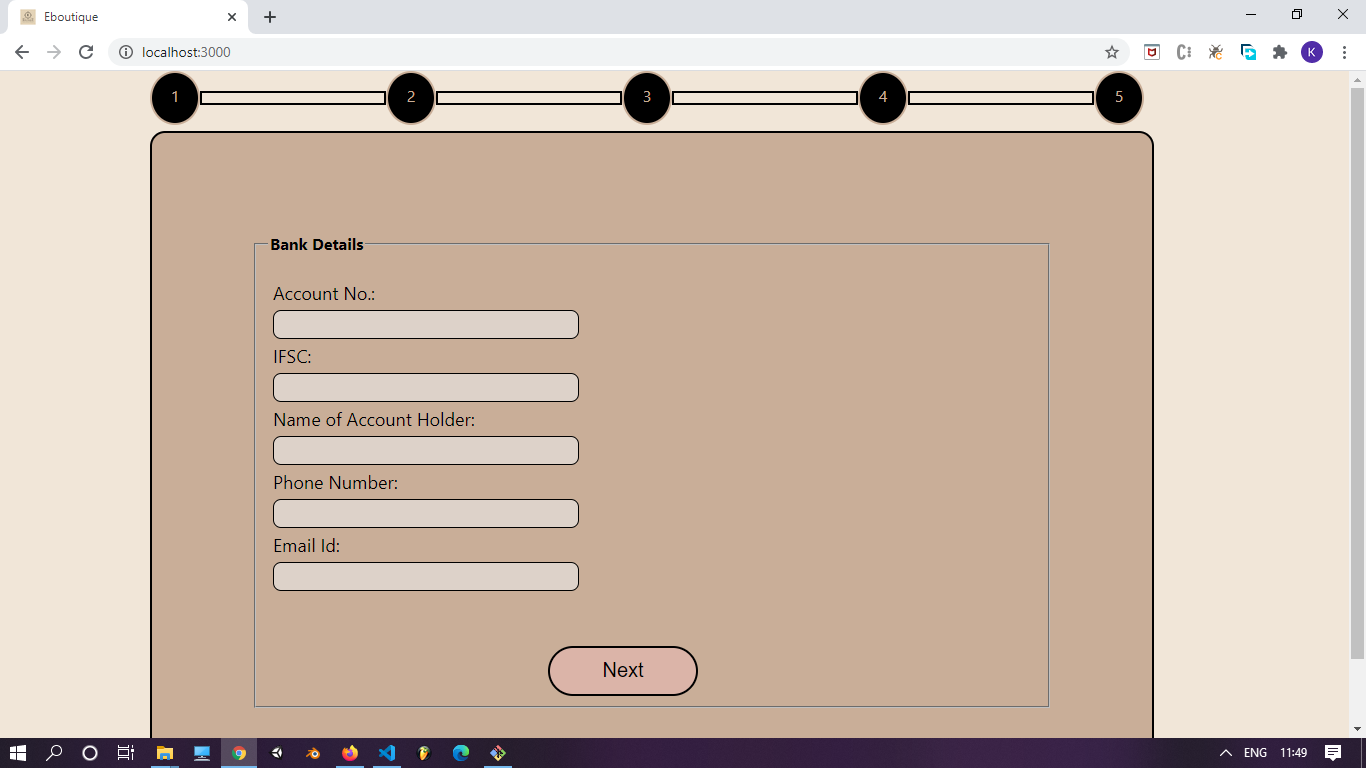 Eboutique
localhost:3000
K
1 2 3 4 5
Bank Details
Account No.:
IFSC:
Name of Account Holder:
Phone Number:
Email Id:
Next
ENG 11:49